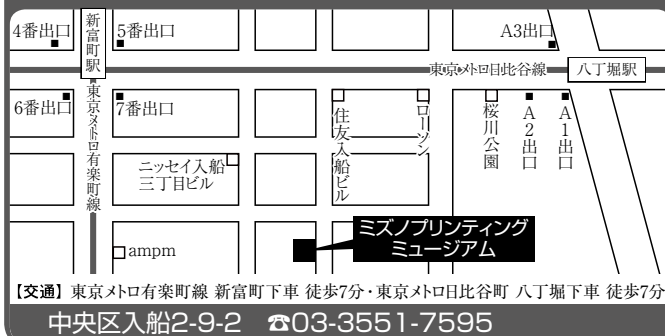 4番出口
新富町駅
5番出口
A3出口
東京メトロ日比谷線
八丁堀駅
6番出口
東京メトロ有楽町線
7番出口
住友入船ビル
ローソン
桜川公園
A2出口
A1出口
ニッセイ入船
三丁目ビル
ampm
ミズノプリンティング
ミュージアム
【交通】東京メトロ有楽町線 新富町下車 徒歩7分・東京メトロ日比谷町 八丁堀下車 徒歩7分
中央区入船2-9-2 ☎03-3551-7595